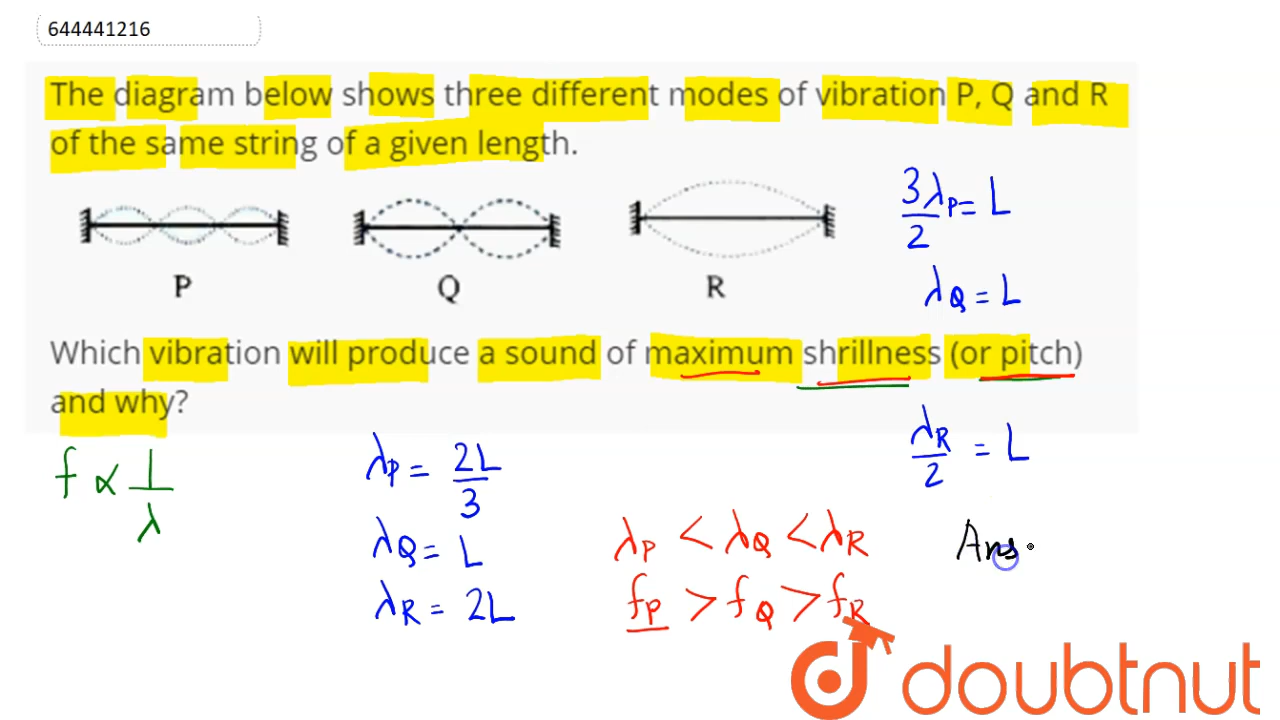 644441216
The diagram below shows three different modes of vibration P, Q and R
of the same string of a given length.
P
Q
R
3λP/2 = L
λQ = L
Which vibration will produce a sound of maximum shrillness (or pitch)
and why?
λR/2 = L
f ∝ 1/λ
λP = 2L/3
λQ = L
λR = 2L
λP < λQ < λR
fP > fQ > fR
Ans.
doubtnut